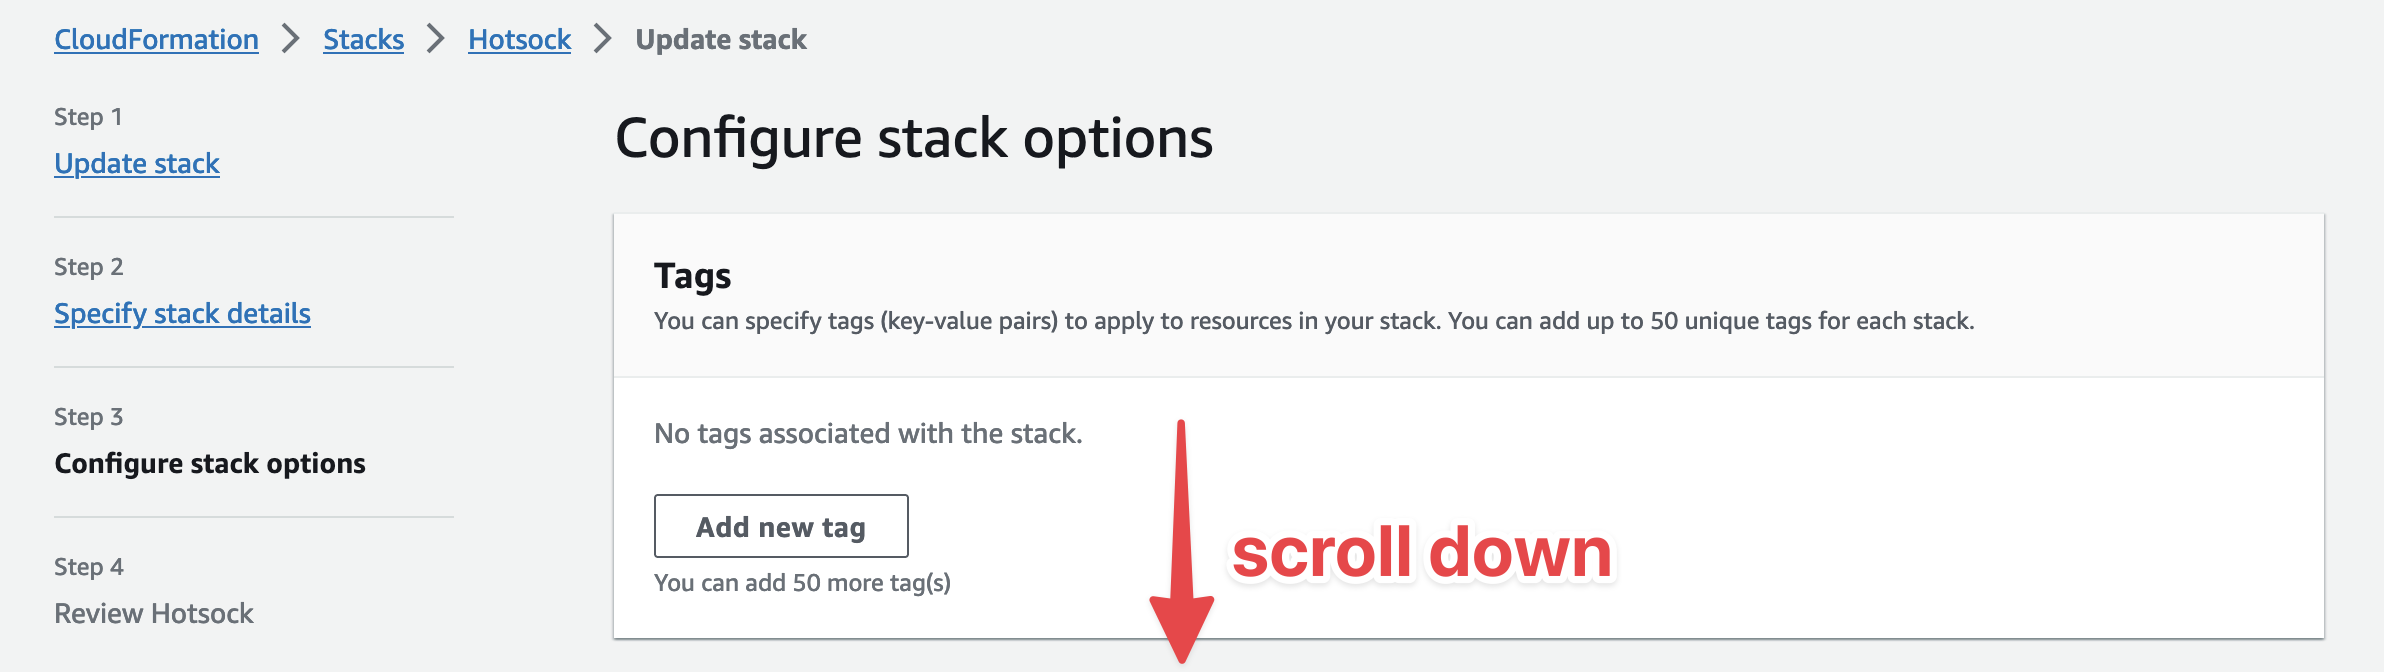 CloudFormation > Stacks > Hotsock > Update stack
Step 1
Update stack
Step 2
Specify stack details
Step 3
Configure stack options
Step 4
Review Hotsock
Configure stack options
Tags
You can specify tags (key-value pairs) to apply to resources in your stack. You can add up to 50 unique tags for each stack.
No tags associated with the stack.
Add new tag
You can add 50 more tag(s)
scroll down